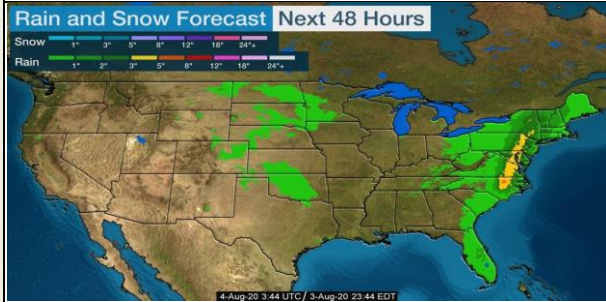 Rain and Snow Forecast Next 48 Hours
Snow
1" 3" 5" 8" 12" 18" 24"+
Rain
1" 2" 3" 5" 8" 12" 18" 24"+
4-Aug-20 3:44 UTC / 3-Aug-20 23:44 EDT